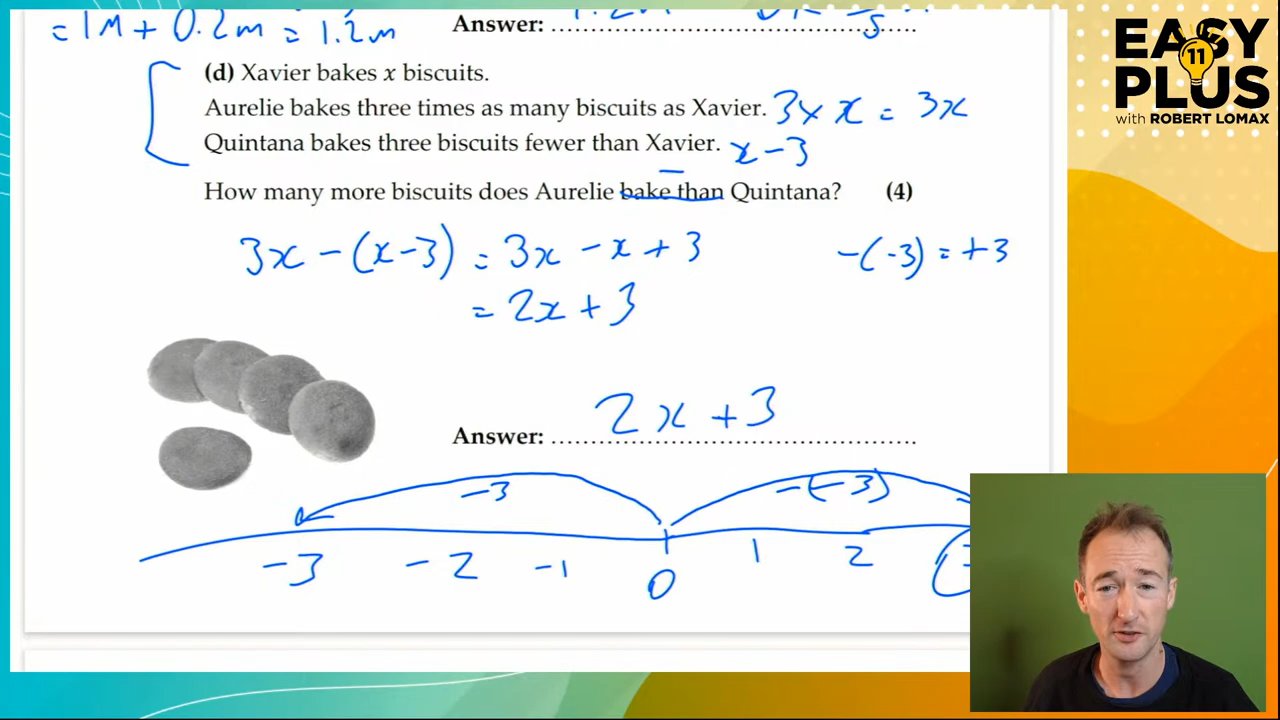 = 1m + 0.2m = 1.2m
Answer:
(d) Xavier bakes x biscuits.
Aurelie bakes three times as many biscuits as Xavier. 3 × x = 3x
Quintana bakes three biscuits fewer than Xavier. x - 3
How many more biscuits does Aurelie bake than Quintana? (4)
3x - (x - 3) = 3x - x + 3
-(-3) = +3
= 2x + 3
Answer: 2x + 3
-3 -(-3)
-3 -2 -1 0 1 2
EASY
11
PLUS
with ROBERT LOMAX